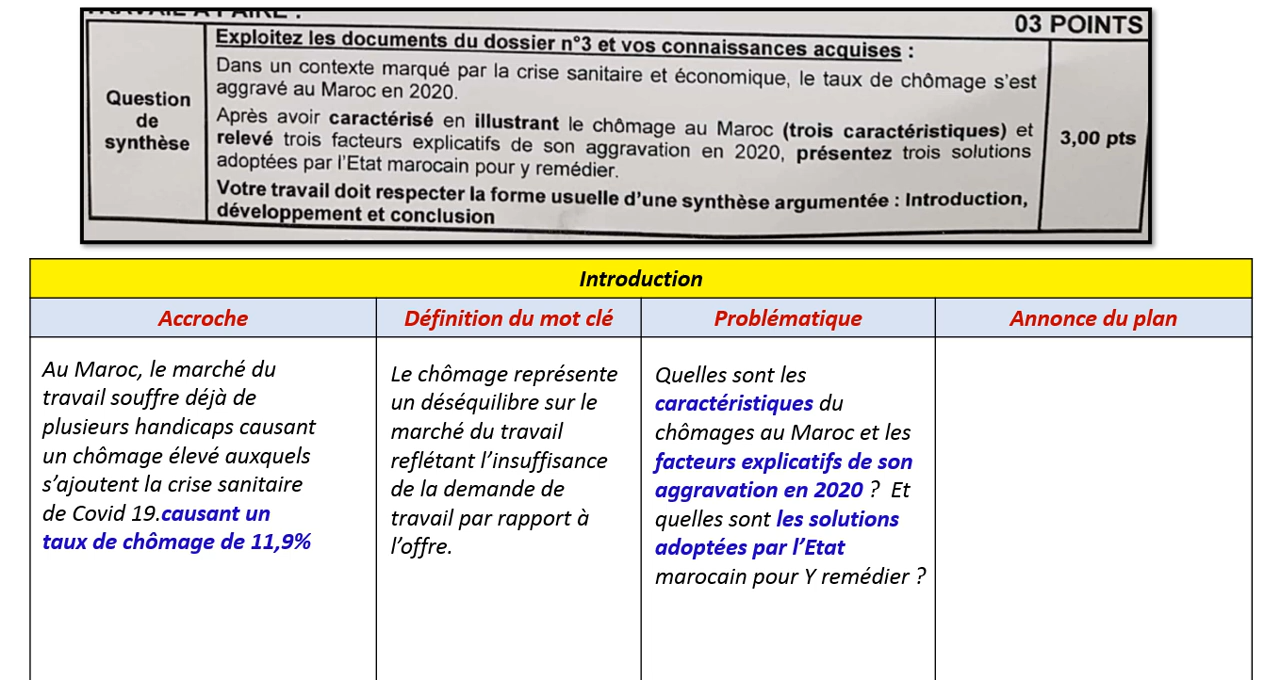 TRAVAIL A FAIRE :
03 POINTS
Question
de
synthèse
Exploitez les documents du dossier n°3 et vos connaissances acquises :
Dans un contexte marqué par la crise sanitaire et économique, le taux de chômage s'est
aggravé au Maroc en 2020.
Après avoir caractérisé en illustrant le chômage au Maroc (trois caractéristiques) et
relevé trois facteurs explicatifs de son aggravation en 2020, présentez trois solutions
adoptées par l'Etat marocain pour y remédier.
Votre travail doit respecter la forme usuelle d'une synthèse argumentée : Introduction,
développement et conclusion
3,00 pts
Introduction
Accroche
Définition du mot clé
Problématique
Annonce du plan
Au Maroc, le marché du
travail souffre déjà de
plusieurs handicaps causant
un chômage élevé auxquels
s'ajoutent la crise sanitaire
de Covid 19.causant un
taux de chômage de 11,9%
Le chômage représente
un déséquilibre sur le
marché du travail
reflétant l'insuffisance
de la demande de
travail par rapport à
l'offre.
Quelles sont les
caractéristiques du
chômages au Maroc et les
facteurs explicatifs de son
aggravation en 2020 ? Et
quelles sont les solutions
adoptées par l'Etat
marocain pour Y remédier ?